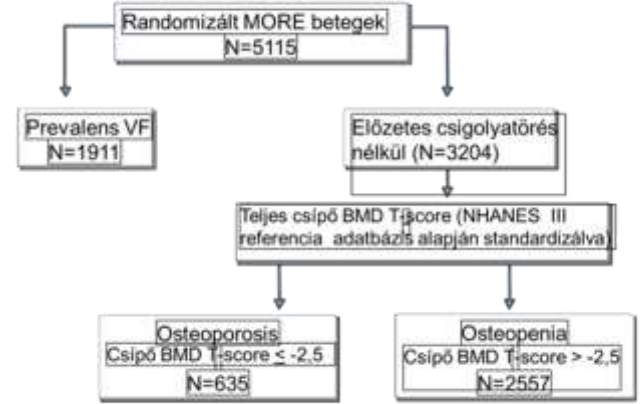 Randomizált MORE betegek
N=5115
Prevalens VF
N=1911
Előzetes csigolyatörés
nélkül (N=3204)
Teljes csípő BMD T-score (NHANES III
referencia adatbázis alapján standardizálva)
Osteoporosis
Csípő BMD T-score ≤ -2,5
N=635
Osteopenia
Csípő BMD T-score > -2,5
N=2557